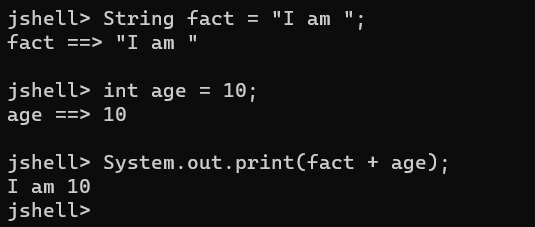 jshell> String fact = "I am ";
fact ==> "I am "
jshell> int age = 10;
age ==> 10
jshell> System.out.print(fact + age);
I am 10
jshell>